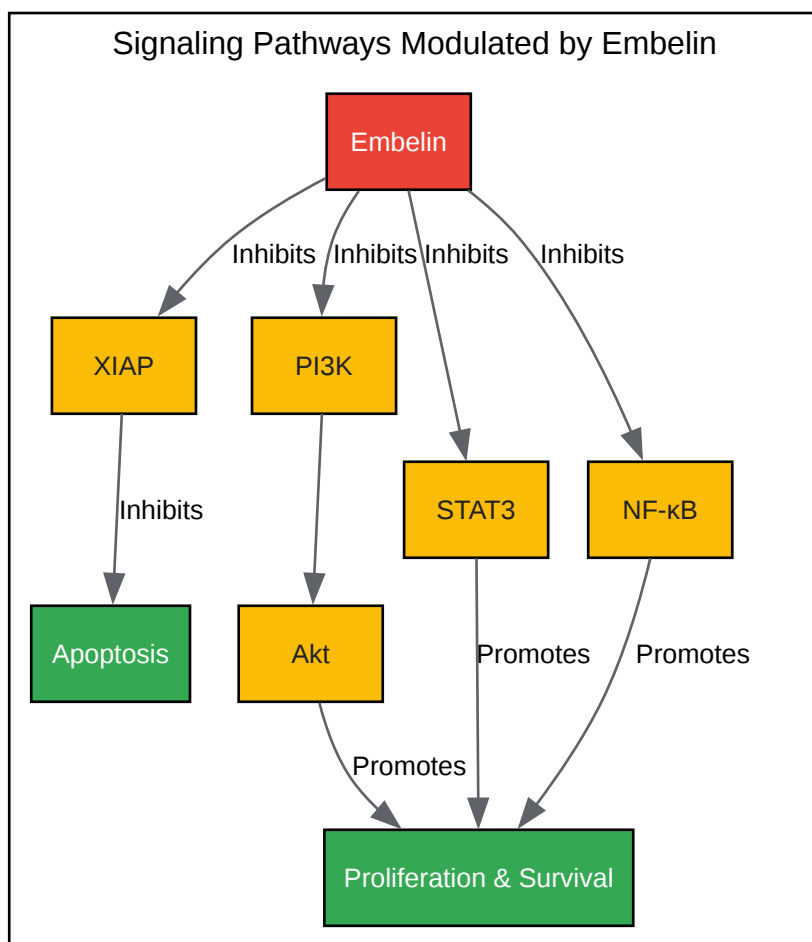 Signaling Pathways Modulated by Embelin
Embelin
Inhibits
Inhibits
Inhibits
Inhibits
XIAP
PI3K
STAT3
NF-κB
Inhibits
Apoptosis
Akt
Promotes
Promotes
Promotes
Proliferation & Survival